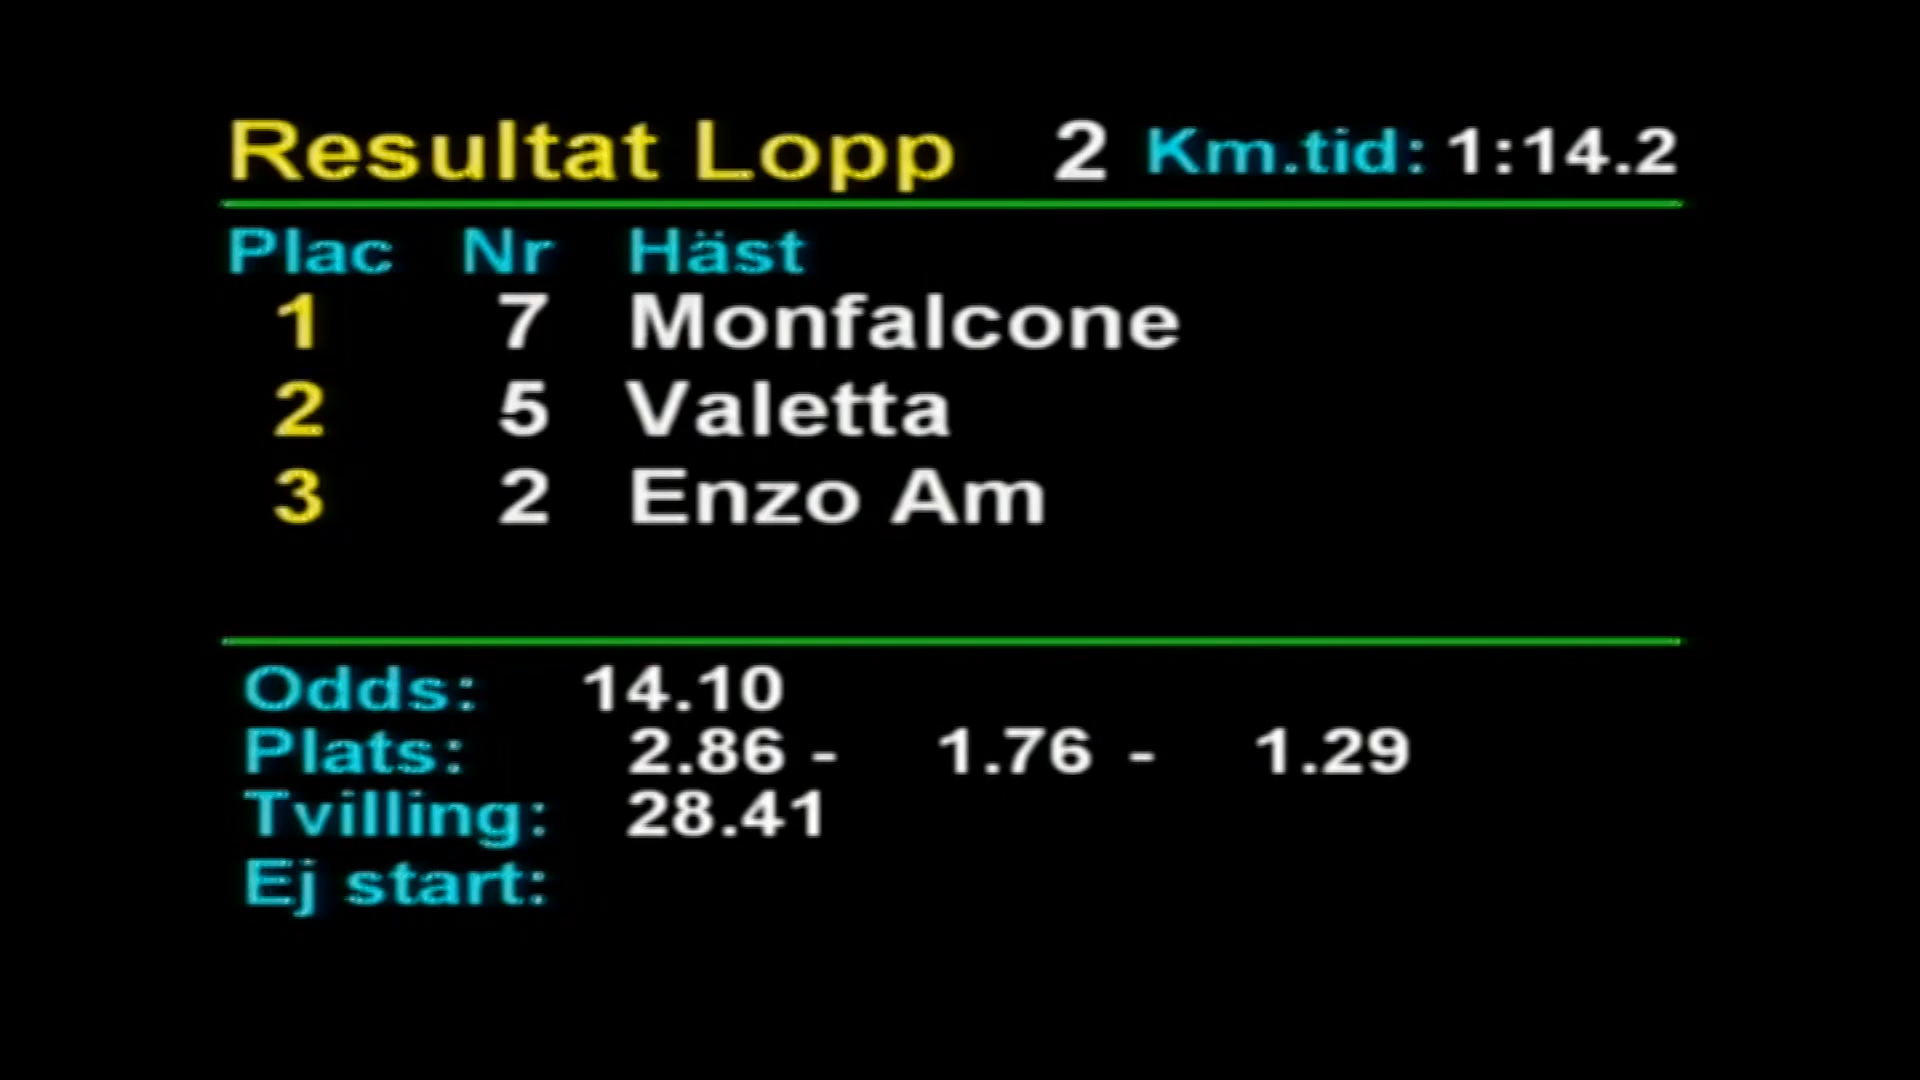 Resultat Lopp 2 Km.tid: 1:14.2
Plac Nr Häst
1 7 Monfalcone
2 5 Valetta
3 2 Enzo Am
Odds: 14.10
Plats: 2.86 - 1.76 - 1.29
Tvilling: 28.41
Ej start: